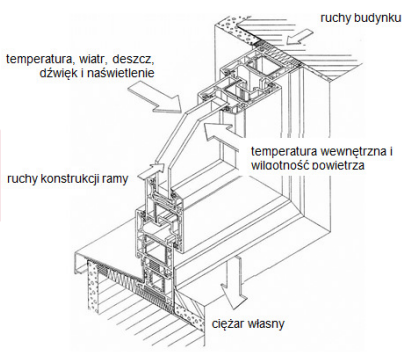 ruchy budynku
temperatura, wiatr, deszcz,
dźwięk i naświetlenie
temperatura wewnętrzna i
wilgotność powietrza
ruchy konstrukcji ramy
ciężar własny